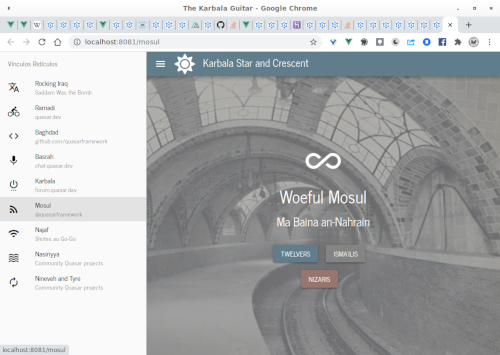 The Karbala Guitar - Google Chrome
localhost:8081/mosul
Vínculos Ridículos
Karbala Star and Crescent
Rocking Iraq
Saddam Was the Bomb
Ramadi
quasar.dev
Baghdad
github.com/quasarframework
Basrah
chat.quasar.dev
Karbala
forum.quasar.dev
Mosul
@quasarframework
Najaf
Shiites au Go-Go
Nasiriyya
Community Quasar projects
Nineveh and Tyre
Community Quasar projects
Woeful Mosul
Ma Baina an-Nahrain
TWELVERS
ISMA'ILIS
NIZARIS
localhost:8081/mosul